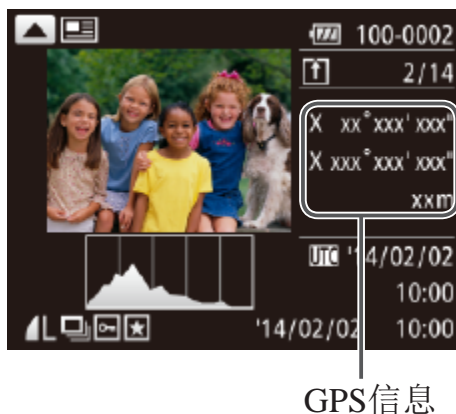 100-0002
2/14
X xx°xxx'xxx"
X xxx°xxx'xxx"
xxm
UTC '14/02/02
10:00
L '14/02/02 10:00
GPS信息